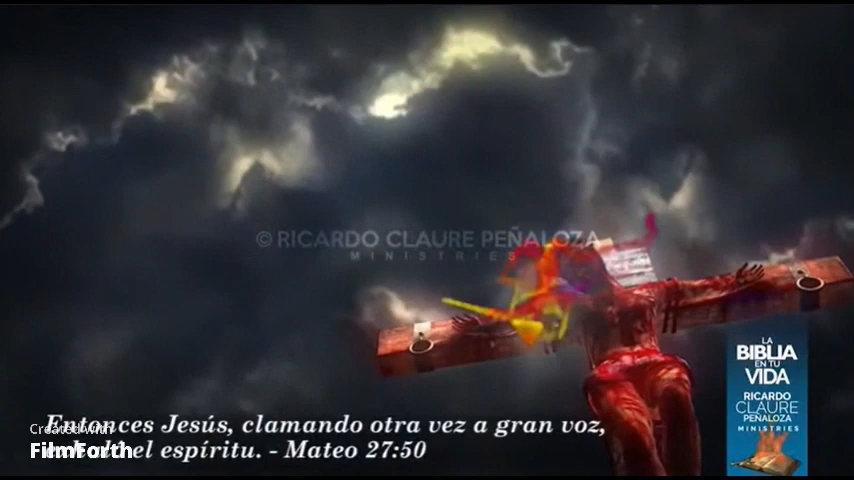 © RICARDO CLAURE PEÑALOZA
MINISTRIES
LA
BIBLIA
EN TU
VIDA
RICARDO
CLAURE
PEÑALOZA
MINISTRIES
Entonces Jesús, clamando otra vez a gran voz,
el espíritu. - Mateo 27:50
Created with
FilmForth